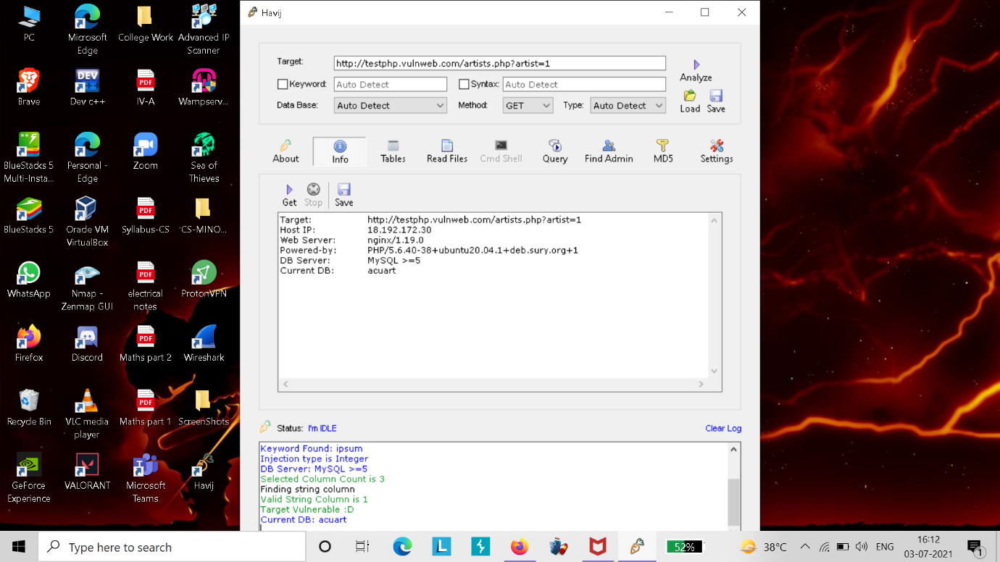 PC
Microsoft Edge
College Work
Advanced IP Scanner
Brave
DEV
Dev c++
PDF
IV-A
Wampserv...
BlueStacks 5 Multi-Insta...
Personal - Edge
Zoom
Sea of Thieves
BlueStacks 5
Oracle VM VirtualBox
PDF
Syllabus-CS
"CS-MINO...
WhatsApp
Nmap - Zenmap GUI
PDF
electrical notes
ProtonVPN
Firefox
Discord
PDF
Maths part 2
Wireshark
Recycle Bin
VLC media player
PDF
Maths part 1
ScreenShots
GeForce Experience
VALORANT
Microsoft Teams
Havij
Havij
Target: http://testphp.vulnweb.com/artists.php?artist=1
Analyze
Keyword: Auto Detect Syntax: Auto Detect
Data Base: Auto Detect Method: GET Type: Auto Detect
Load Save
About Info Tables Read Files Cmd Shell Query Find Admin MD5 Settings
Get Stop Save
Target: http://testphp.vulnweb.com/artists.php?artist=1
Host IP: 18.192.172.30
Web Server: nginx/1.19.0
Powered-by: PHP/5.6.40-38+ubuntu20.04.1+deb.sury.org+1
DB Server: MySQL >=5
Current DB: acuart
Status: I'm IDLE
Clear Log
Keyword Found: ipsum
Injection type is Integer
DB Server: MySQL >=5
Selected Column Count is 3
Finding string column
Valid String Column is 1
Target Vulnerable :D
Current DB: acuart
Type here to search
L
52%
38°C
ENG
16:12
03-07-2021
1